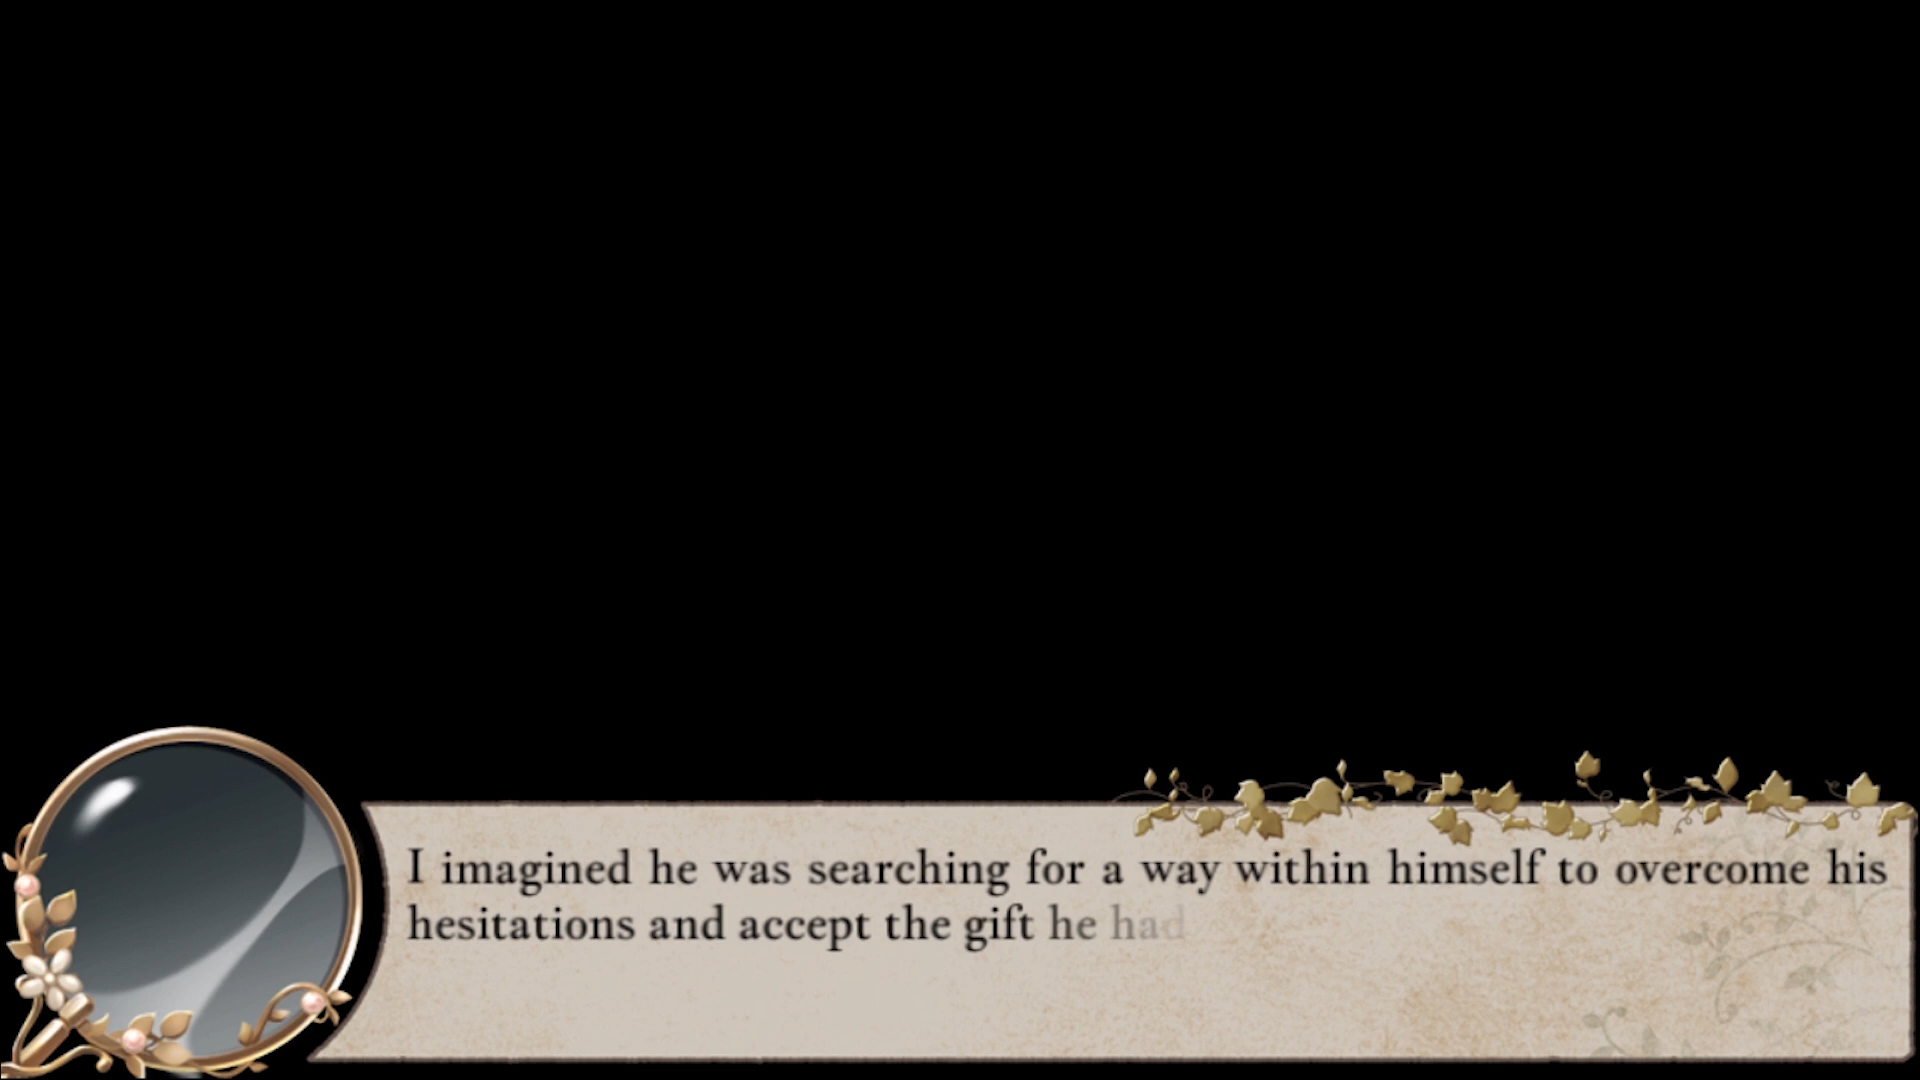 I imagined he was searching for a way within himself to overcome his
hesitations and accept the gift he had